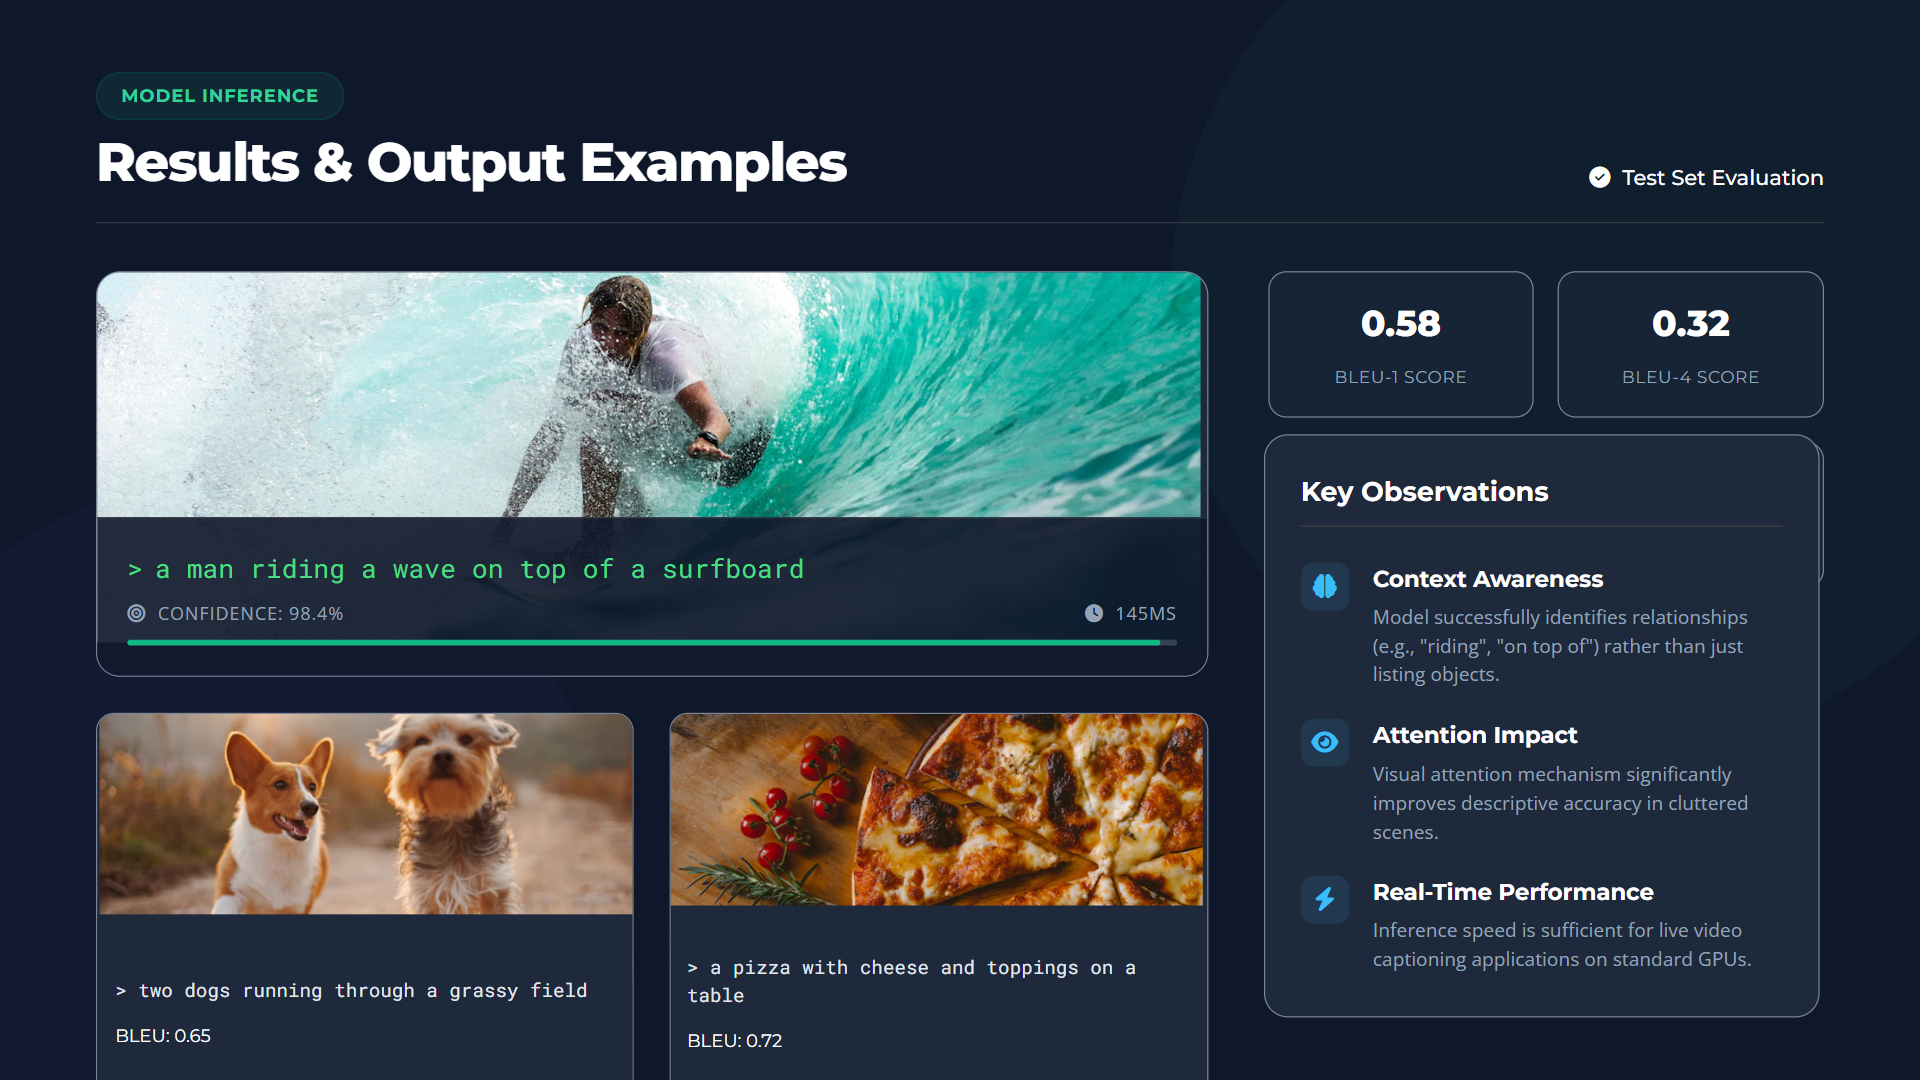 MODEL INFERENCE
Results & Output Examples
Test Set Evaluation
> a man riding a wave on top of a surfboard
CONFIDENCE: 98.4%
145MS
> two dogs running through a grassy field
BLEU: 0.65
> a pizza with cheese and toppings on a
table
BLEU: 0.72
0.58
BLEU-1 SCORE
0.32
BLEU-4 SCORE
Key Observations
Context Awareness
Model successfully identifies relationships
(e.g., "riding", "on top of") rather than just
listing objects.
Attention Impact
Visual attention mechanism significantly
improves descriptive accuracy in cluttered
scenes.
Real-Time Performance
Inference speed is sufficient for live video
captioning applications on standard GPUs.